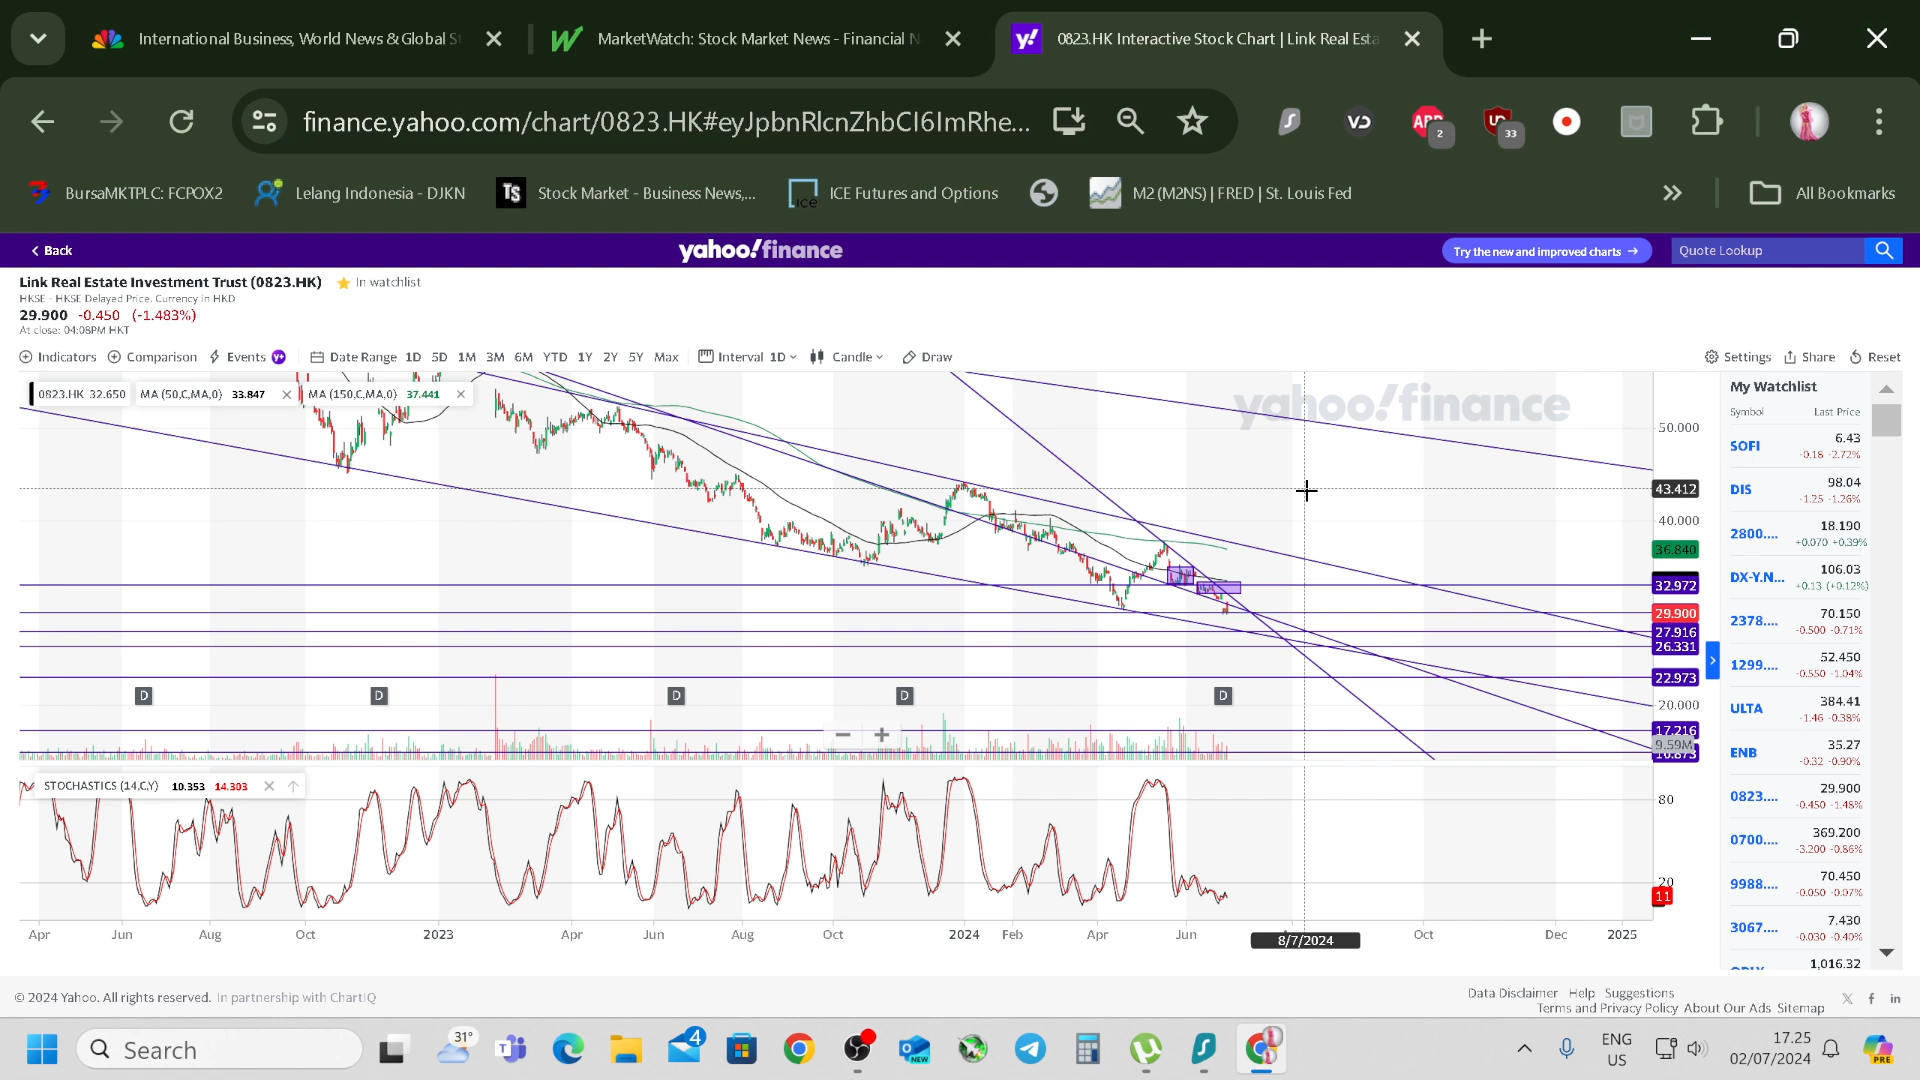 International Business, World News & Global St
MarketWatch: Stock Market News - Financial N
0823.HK Interactive Stock Chart | Link Real Esta
finance.yahoo.com/chart/0823.HK#eyJpbnRlcnZhbCI6ImRhe...
2
33
BursaMKTPLC: FCPOX2
Lelang Indonesia - DJKN
TS
Stock Market - Business News,...
ice
ICE Futures and Options
M2 (M2NS) | FRED | St. Louis Fed
All Bookmarks
Back
yahoo!finance
Try the new and improved charts →
Quote Lookup
Link Real Estate Investment Trust (0823.HK)
In watchlist
HKSE - HKSE Delayed Price. Currency in HKD
29.900 -0.450 (-1.483%)
At close: 04:08PM HKT
Indicators
Comparison
Events
Date Range 1D 5D 1M 3M 6M YTD 1Y 2Y 5Y Max
Interval 1D
Candle
Draw
Settings
Share
Reset
0823.HK 32.650
MA (50,C,MA,0) 33.847
MA (150,C,MA,0) 37.441
yahoo!finance
50.000
43.412
40.000
36.840
32.972
29.900
27.916
26.331
22.973
20.000
17.216
9.59M
D
D
D
D
D
STOCHASTICS (14,C,Y) 10.353 14.303
80
20
11
Apr Jun Aug Oct 2023 Apr Jun Aug Oct 2024 Feb Apr Jun 8/7/2024 Oct Dec 2025
My Watchlist
Symbol Last Price
SOFI 6.43
-0.18 -2.72%
DIS 98.04
-1.25 -1.26%
2800.... 18.190
+0.070 +0.39%
DX-Y.N... 106.03
+0.13 (+0.12%)
2378.... 70.150
-0.500 -0.71%
1299.... 52.450
-0.550 -1.04%
ULTA 384.41
-1.46 -0.38%
ENB 35.27
-0.32 -0.90%
0823.... 29.900
-0.450 -1.48%
0700.... 369.200
-3.200 -0.86%
9988.... 70.450
-0.050 -0.07%
3067.... 7.430
-0.030 -0.40%
1,016.32
© 2024 Yahoo. All rights reserved. In partnership with ChartIQ
Data Disclaimer Help Suggestions
Terms and Privacy Policy About Our Ads Sitemap
Search
31°
4
NEW
ENG
US
17.25
02/07/2024
PRE